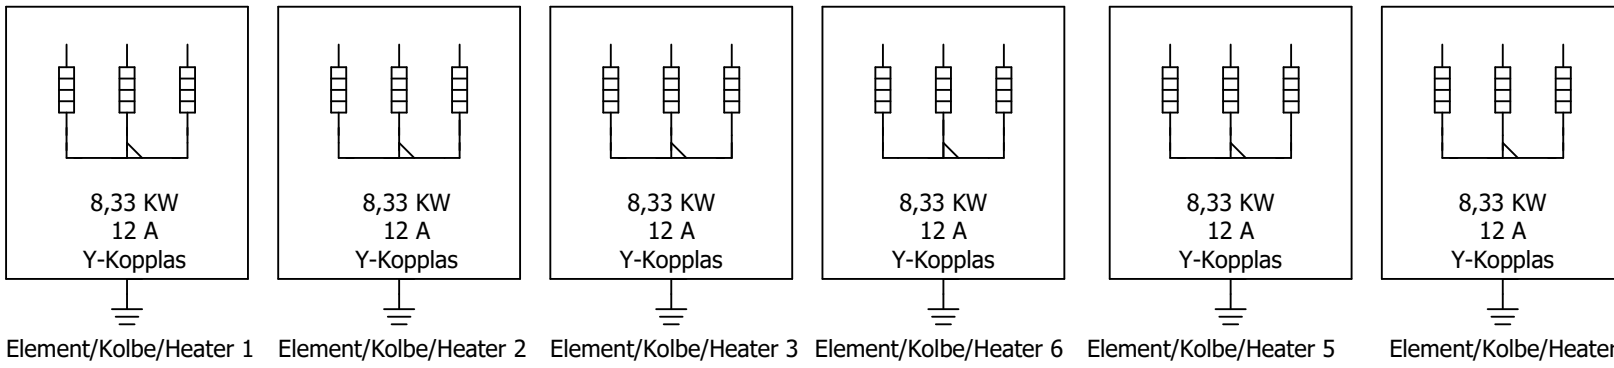 8,33 KW
12 A
Y-Kopplas
Element/Kolbe/Heater 1
8,33 KW
12 A
Y-Kopplas
Element/Kolbe/Heater 2
8,33 KW
12 A
Y-Kopplas
Element/Kolbe/Heater 3
8,33 KW
12 A
Y-Kopplas
Element/Kolbe/Heater 6
8,33 KW
12 A
Y-Kopplas
Element/Kolbe/Heater 5
8,33 KW
12 A
Y-Kopplas
Element/Kolbe/Heater